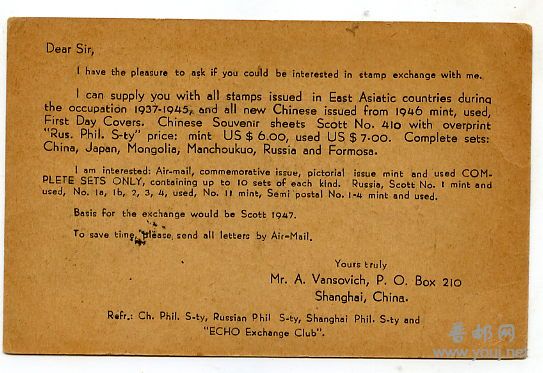 Dear Sir,
I have the pleasure to ask if you could be interested in stamp exchange with me.
I can supply you with all stamps issued in East Asiatic countries during
the occupation 1937-1945, and all new Chinese issued from 1946 mint, used,
First Day Covers. Chinese Souvenir sheets Scott No. 410 with overprint
"Rus. Phil. S-ty" price: mint US $ 6.00, used US $ 7.00. Complete sets:
China, Japan, Mongolia, Manchoukuo, Russia and Formosa.
I am interested: Air-mail, commemorative issue, pictorial issue mint and used COM-
PLETE SETS ONLY, containing up to 10 sets of each kind. Russia, Scott No. 1 mint and
used, No. 1a, 1b, 2, 3, 4, used, No. 11 mint, Semi postal No. 1-4 mint and used.
Basis for the exchange would be Scott 1947.
To save time, please send all letters by Air-Mail.
Yours truly
Mr. A. Vansovich, P. O. Box 210
Shanghai, China.
Refr.: Ch. Phil. S-ty, Russian Phil S-ty, Shanghai Phil. S-ty and
"ECHO Exchange Club".
www.youj.net